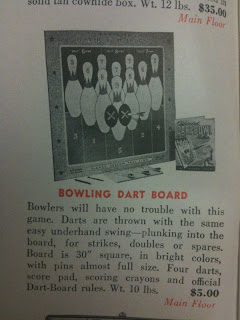 solid tan cowhide box. Wt. 12 lbs. $35.00
Main Floor
BOWLING DART BOARD
Bowlers will have no trouble with this
game. Darts are thrown with the same
easy underhand swing—plunking into the
board, for strikes, doubles or spares.
Board is 30" square, in bright colors,
with pins almost full size. Four darts,
score pad, scoring crayons and official
Dart-Board rules. Wt. 10 lbs. $5.00
Main Floor